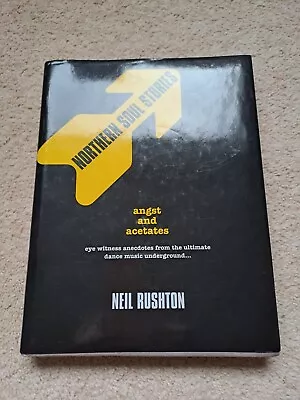 NORTHERN SOUL STORIES
angst
and
acetates
eye witness anecdotes from the ultimate
dance music underground...
NEIL RUSHTON